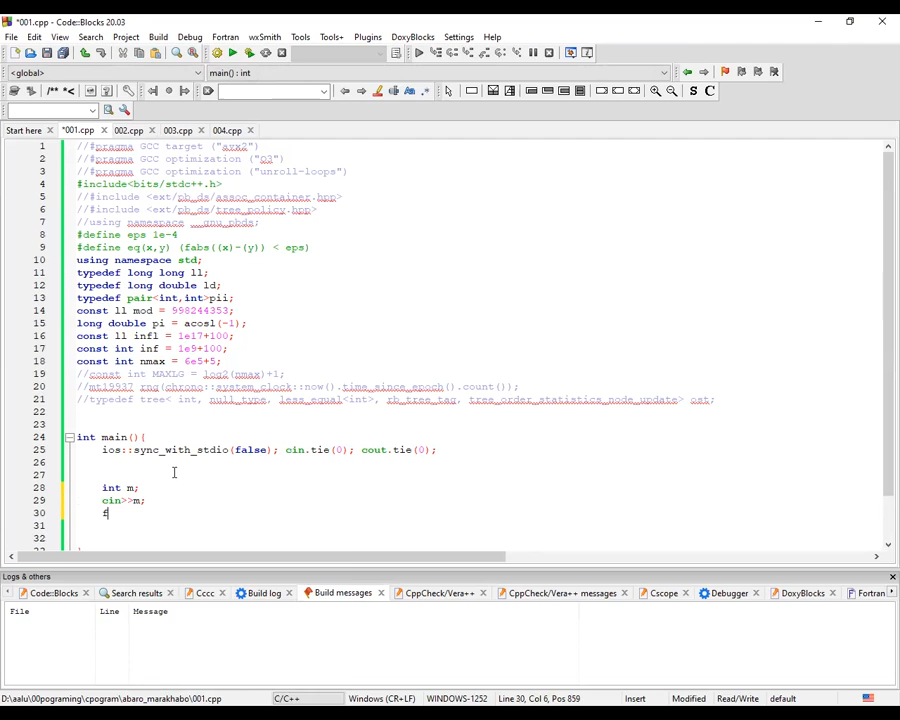 *001.cpp - Code::Blocks 20.03
File Edit View Search Project Build Debug Fortran wxSmith Tools Tools+ Plugins DoxyBlocks Settings Help
<global> main() : int
/** *<
S C
Start here *001.cpp 002.cpp 003.cpp 004.cpp
1 //#pragma GCC target ("avx2")
2 //#pragma GCC optimization ("O3")
3 //#pragma GCC optimization ("unroll-loops")
4 #include<bits/stdc++.h>
5 //#include <ext/pb_ds/assoc_container.hpp>
6 //#include <ext/pb_ds/tree_policy.hpp>
7 //using namespace __gnu_pbds;
8 #define eps 1e-4
9 #define eq(x,y) (fabs((x)-(y)) < eps)
10 using namespace std;
11 typedef long long ll;
12 typedef long double ld;
13 typedef pair<int,int>pii;
14 const ll mod = 998244353;
15 long double pi = acosl(-1);
16 const ll infl = 1e17+100;
17 const int inf = 1e9+100;
18 const int nmax = 6e5+5;
19 //const int MAXLG = log2(nmax)+1;
20 //mt19937 rng(chrono::system_clock::now().time_since_epoch().count());
21 //typedef tree< int, null_type, less_equal<int>, rb_tree_tag, tree_order_statistics_node_update> ost;
22
23
24 int main(){
25 ios::sync_with_stdio(false); cin.tie(0); cout.tie(0);
26
27
28 int m;
29 cin>>m;
30 f
31
32
33 }
Logs & others
Code::Blocks Search results Cccc Build log Build messages CppCheck/Vera++ CppCheck/Vera++ messages Cscope Debugger DoxyBlocks Fortran
File Line Message
D:\aalu\00pograming\cpogram\abaro_marakhabo\001.cpp C/C++ Windows (CR+LF) WINDOWS-1252 Line 30, Col 6, Pos 859 Insert Modified Read/Write default